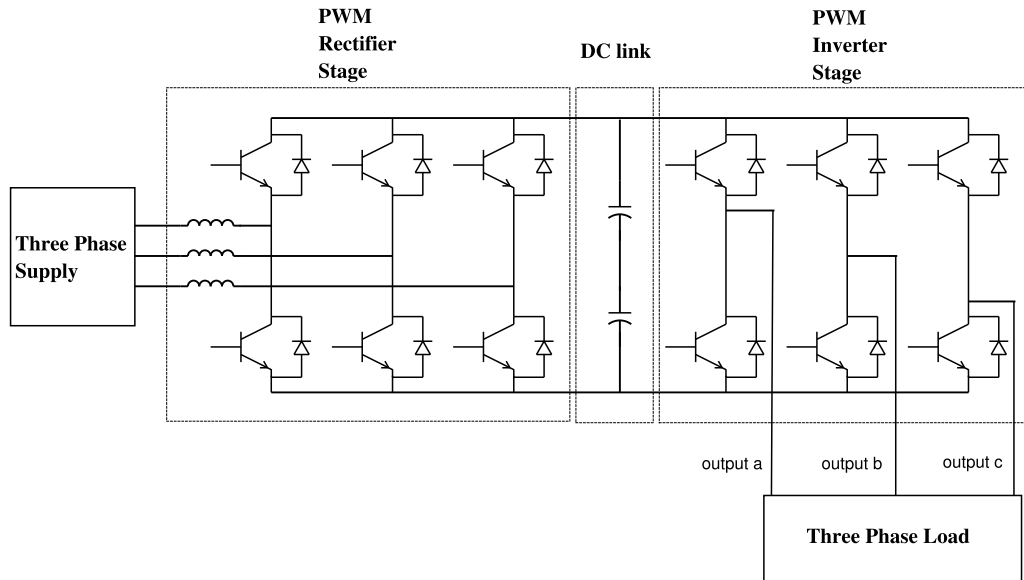 PWM
Rectifier
Stage
DC link
PWM
Inverter
Stage
Three Phase
Supply
output a
output b
output c
Three Phase Load